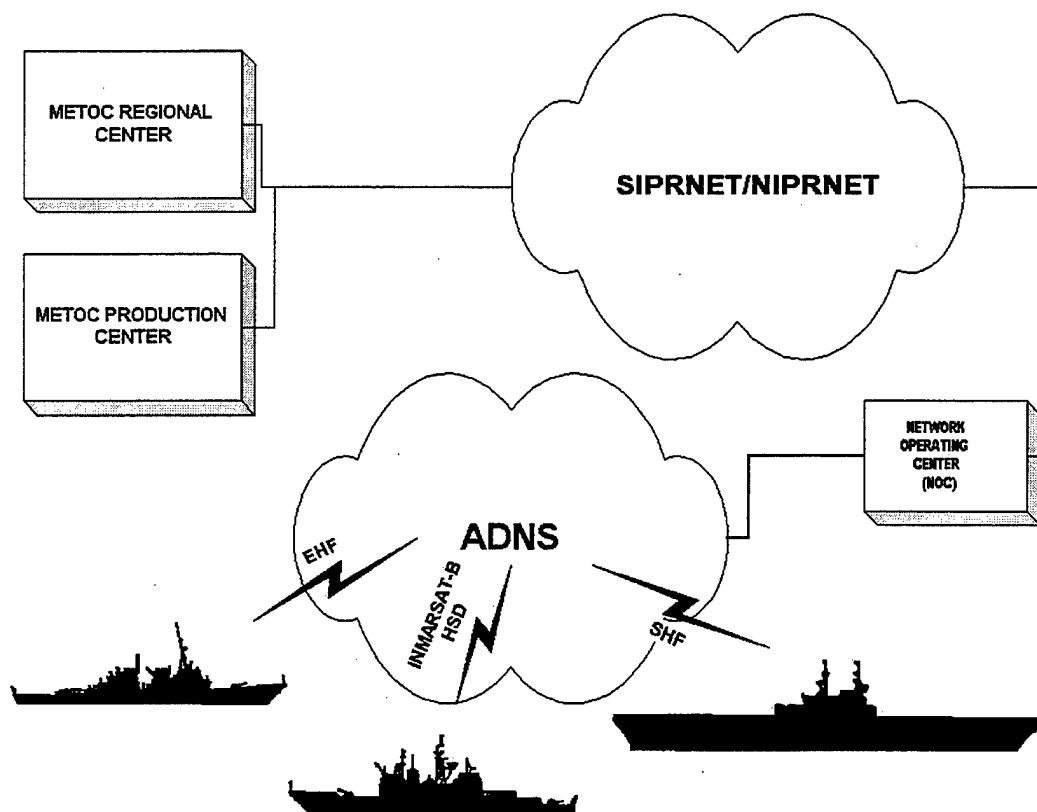 METOC REGIONAL
CENTER
SIPRNET/NIPRNET
METOC PRODUCTION
CENTER
NETWORK
OPERATING
CENTER
(NOC)
ADNS
EHF
INMARSAT-B
HSD
SHF